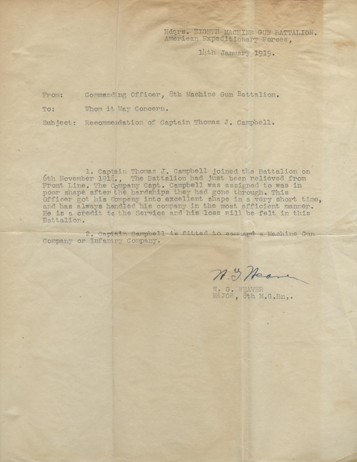 Hdqrs. EIGHTH MACHINE GUN BATTALION.
American Expeditionary Forces,
14th January 1919.
From: Commanding Officer, 8th Machine Gun Battalion.
To: Whom it May Concern.
Subject: Recommendation of Captain Thomas J. Campbell.
1. Captain Thomas J. Campbell joined the Battalion on
6th November 1918., The Battalion had just been relieved from
Front Line. The Company Capt. Campbell was assigned to was in
poor shape after the hardships they had gone through. This
Officer got his Company into excellent shape in a very short time,
and has always handled his company in the most efficient manner.
He is a credit to the Service and his loss will be felt in this
Battalion.
2. Captain Campbell is fitted to command a Machine Gun
Company or Infantry Company.
W. G. Weaver
W. G. WEAVER
MAJOR, 8th M.G.Bn..